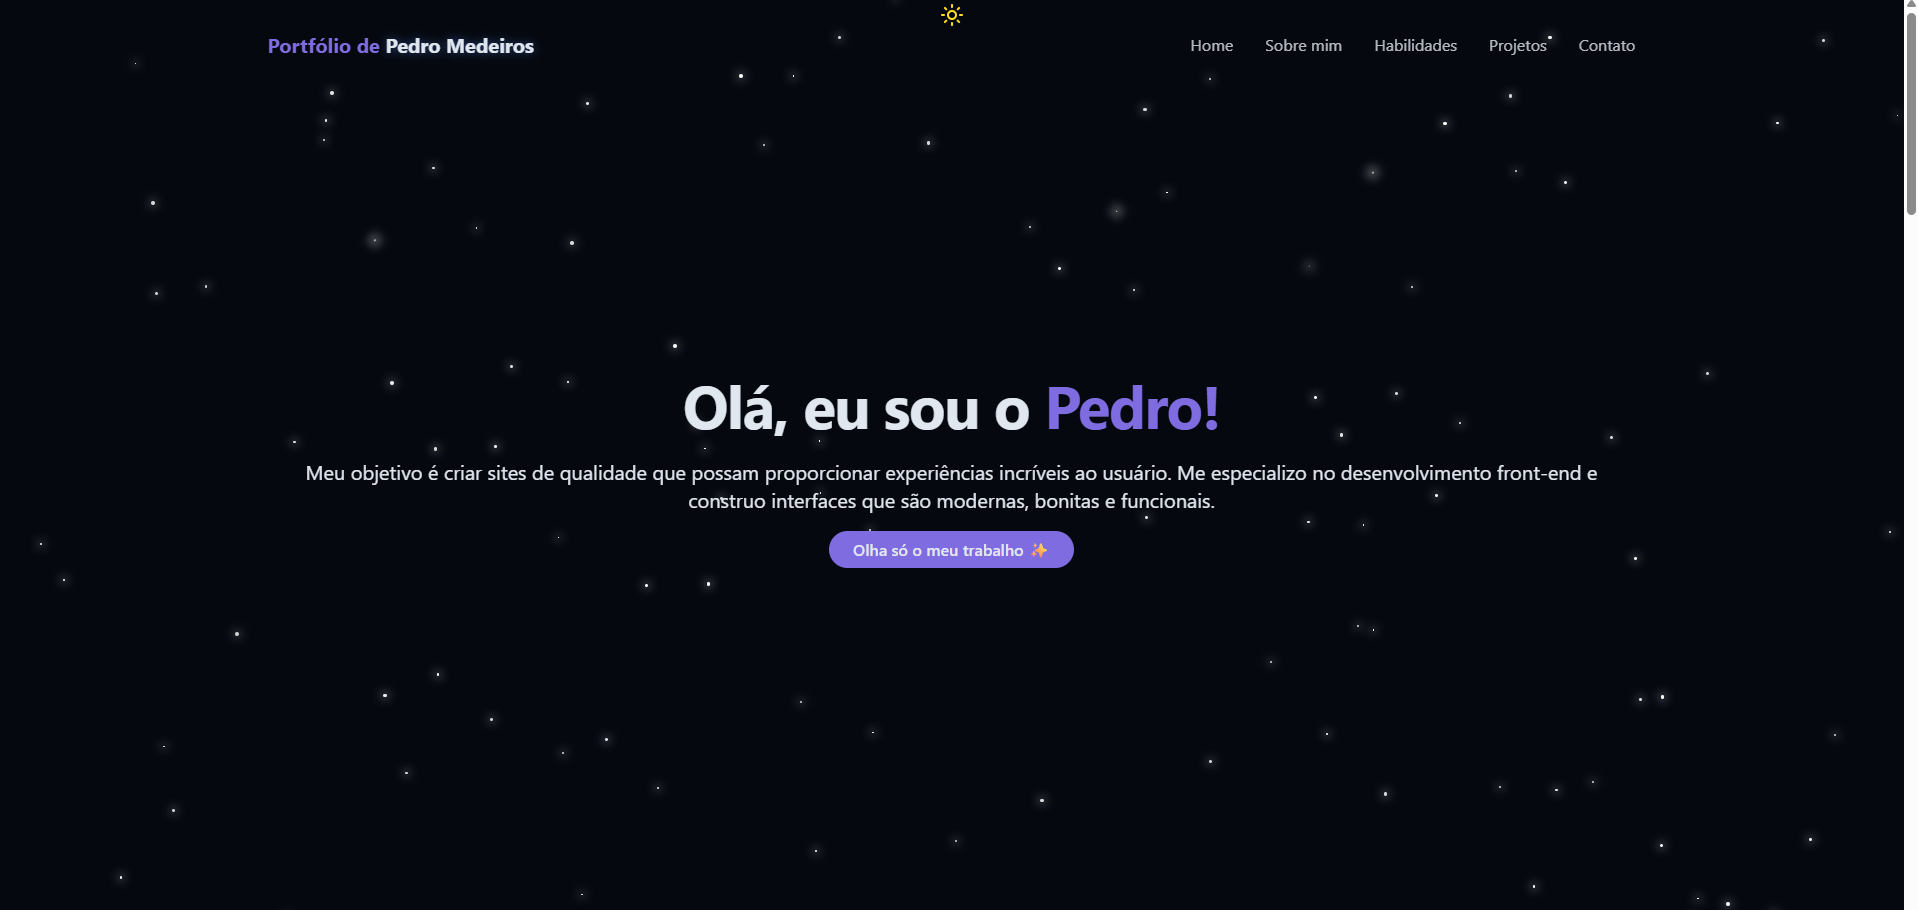 Portfólio de Pedro Medeiros
Home Sobre mim Habilidades Projetos Contato
Olá, eu sou o Pedro!
Meu objetivo é criar sites de qualidade que possam proporcionar experiências incríveis ao usuário. Me especializo no desenvolvimento front-end e
construo interfaces que são modernas, bonitas e funcionais.
Olha só o meu trabalho ✨